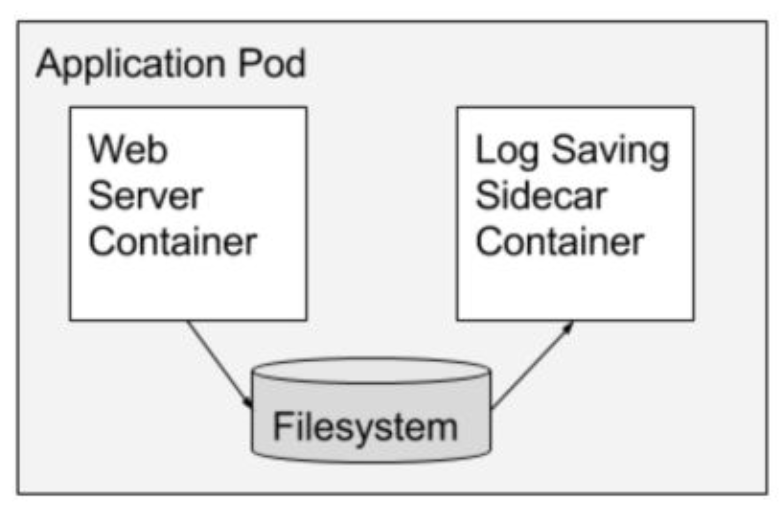 Application Pod
Web
Server
Container
Log Saving
Sidecar
Container
Filesystem